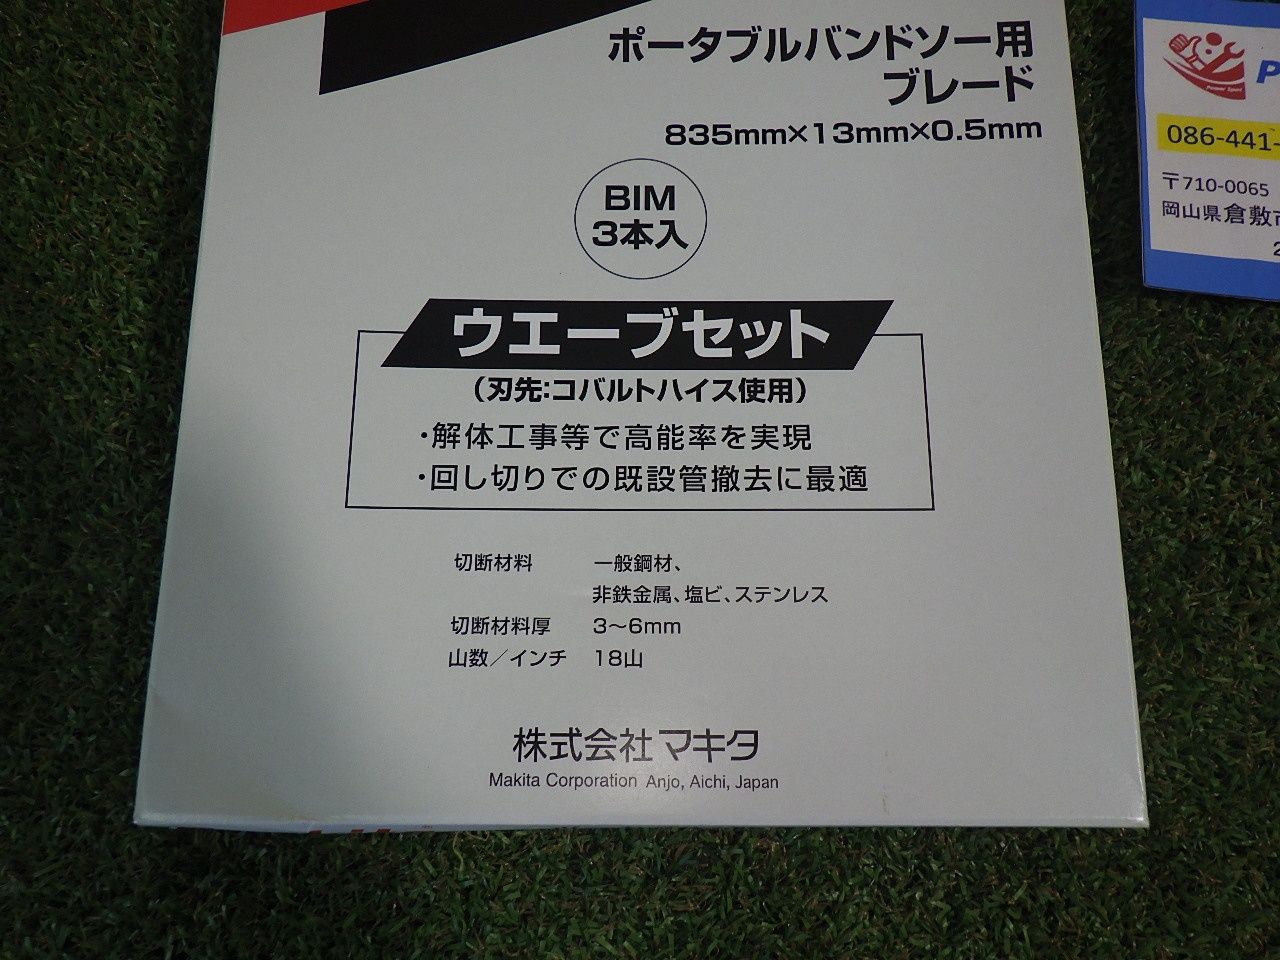 ポータブルバンドソー用
ブレード
835mm×13mm×0.5mm
BIM
3本入
ウエーブセット
（刃先：コバルトハイス使用）
・解体工事等で高能率を実現
・回し切りでの既設管撤去に最適
切断材料 一般鋼材、
非鉄金属、塩ビ、ステンレス
切断材料厚 3〜6mm
山数／インチ 18山
株式会社マキタ
Makita Corporation Anjo, Aichi, Japan
086-441-
〒710-0065
岡山県倉敷市